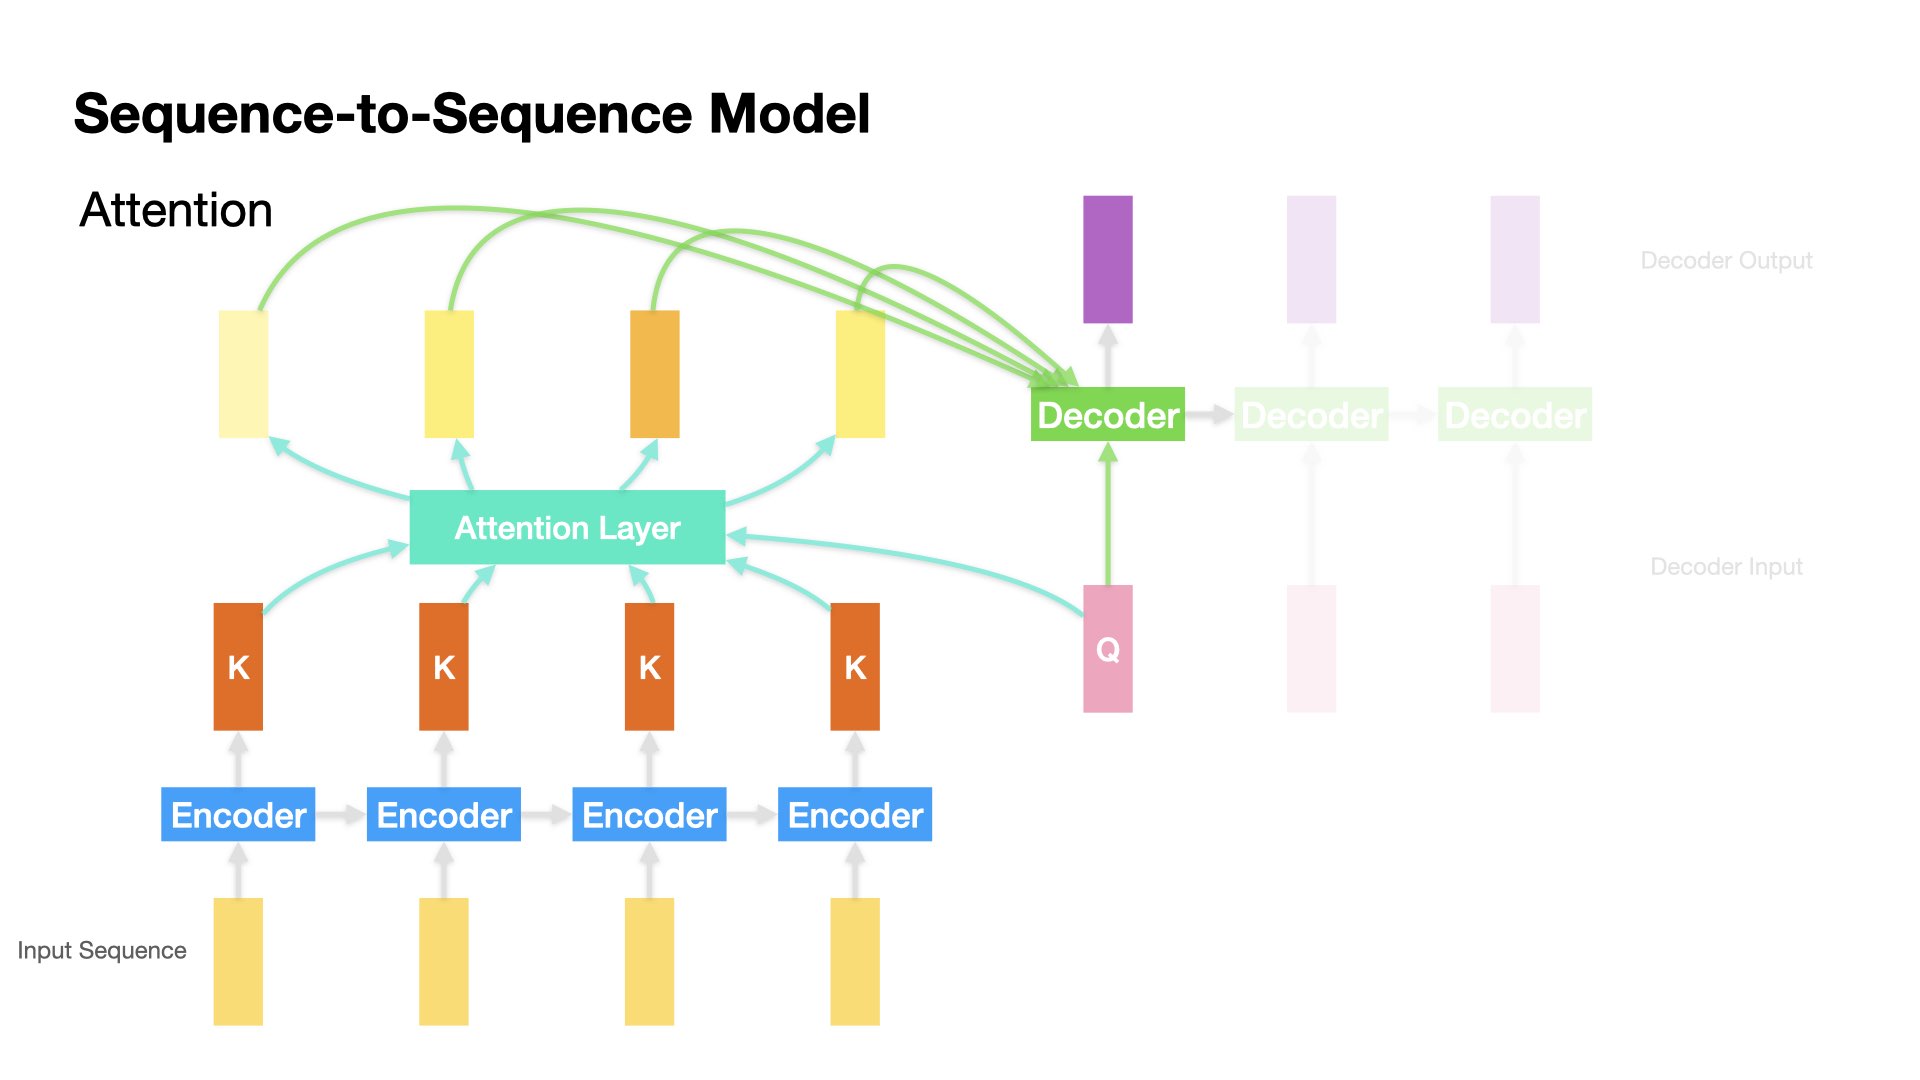 Sequence-to-Sequence Model
Attention
Decoder Output
Decoder
Decoder
Decoder
Attention Layer
Decoder Input
K
K
K
K
Q
Encoder
Encoder
Encoder
Encoder
Input Sequence